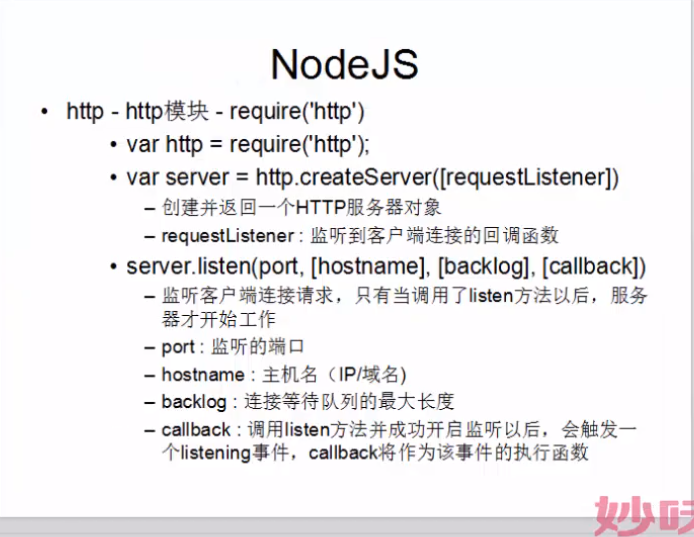 NodeJS
• http - http模块 - require('http')
• var http = require('http');
• var server = http.createServer([requestListener])
– 创建并返回一个HTTP服务器对象
– requestListener : 监听到客户端连接的回调函数
• server.listen(port, [hostname], [backlog], [callback])
– 监听客户端连接请求，只有当调用了listen方法以后，服务
器才开始工作
– port : 监听的端口
– hostname : 主机名（IP/域名)
– backlog : 连接等待队列的最大长度
– callback : 调用listen方法并成功开启监听以后，会触发一
个listening事件，callback将作为该事件的执行函数
妙味